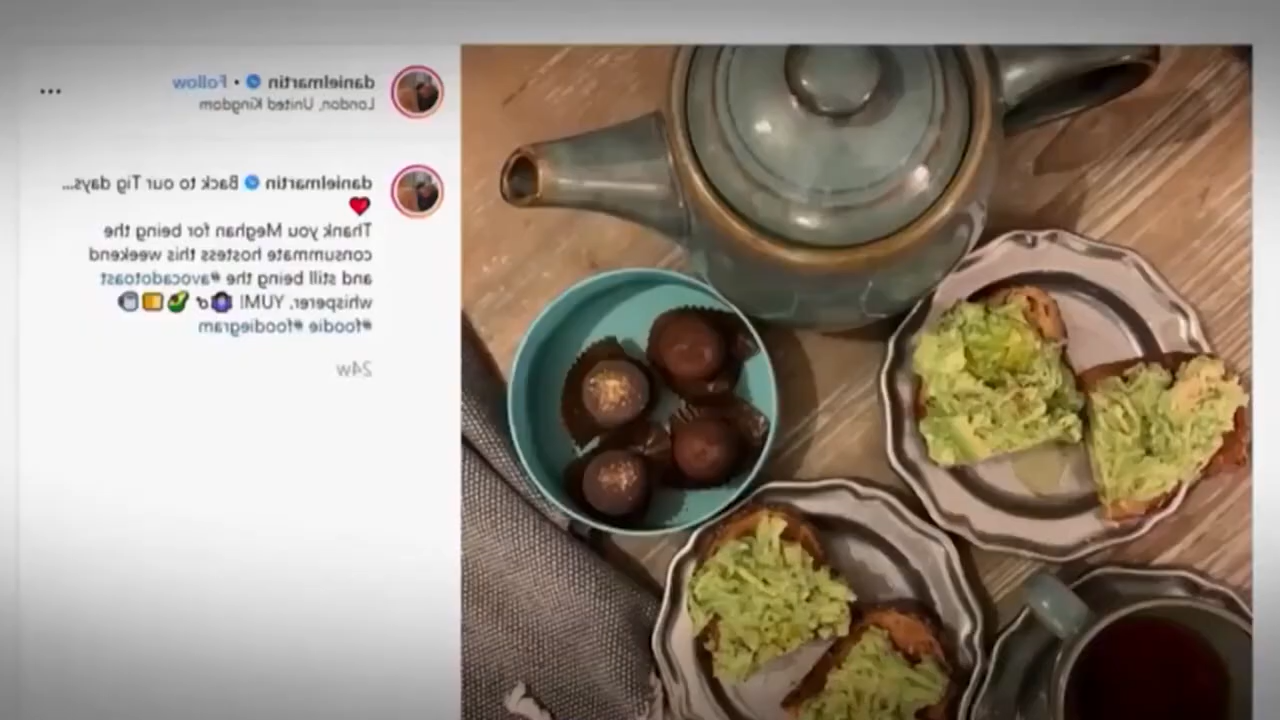 danielmartin • Follow
London, United Kingdom
danielmartin Back to our Tig days...
❤️
Thank you Meghan for being the
consummate hostess this weekend
and still being the #avocadotoast
whisperer. YUM!
#foodie #foodiegram
24w